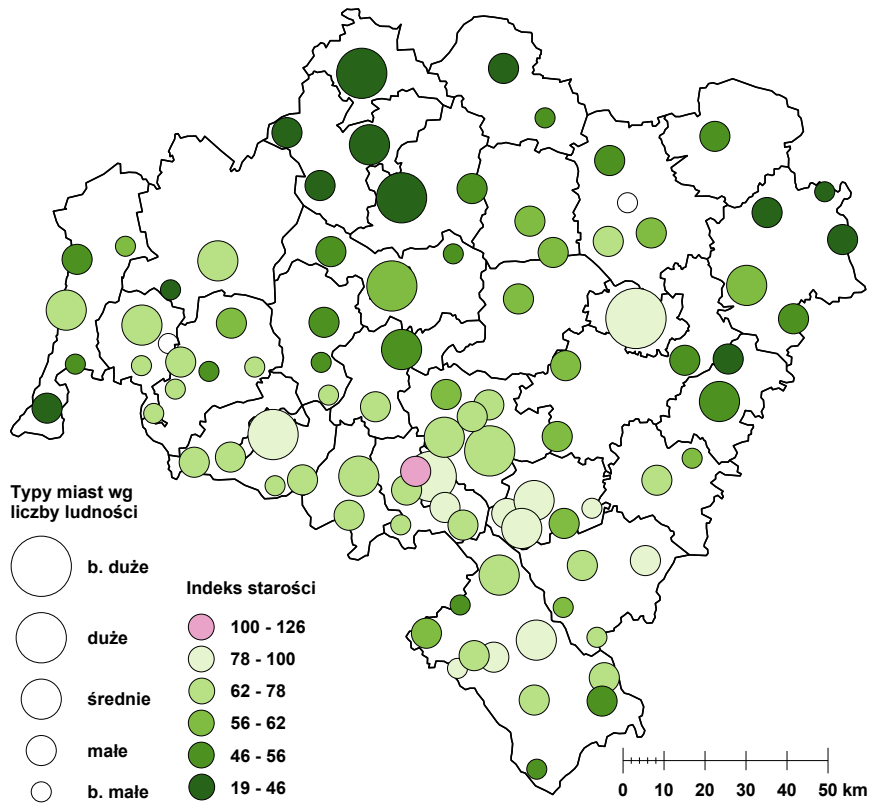 Typy miast wg
liczby ludności
b. duże
duże
średnie
małe
b. małe
Indeks starości
100 - 126
78 - 100
62 - 78
56 - 62
46 - 56
19 - 46
0 10 20 30 40 50 km